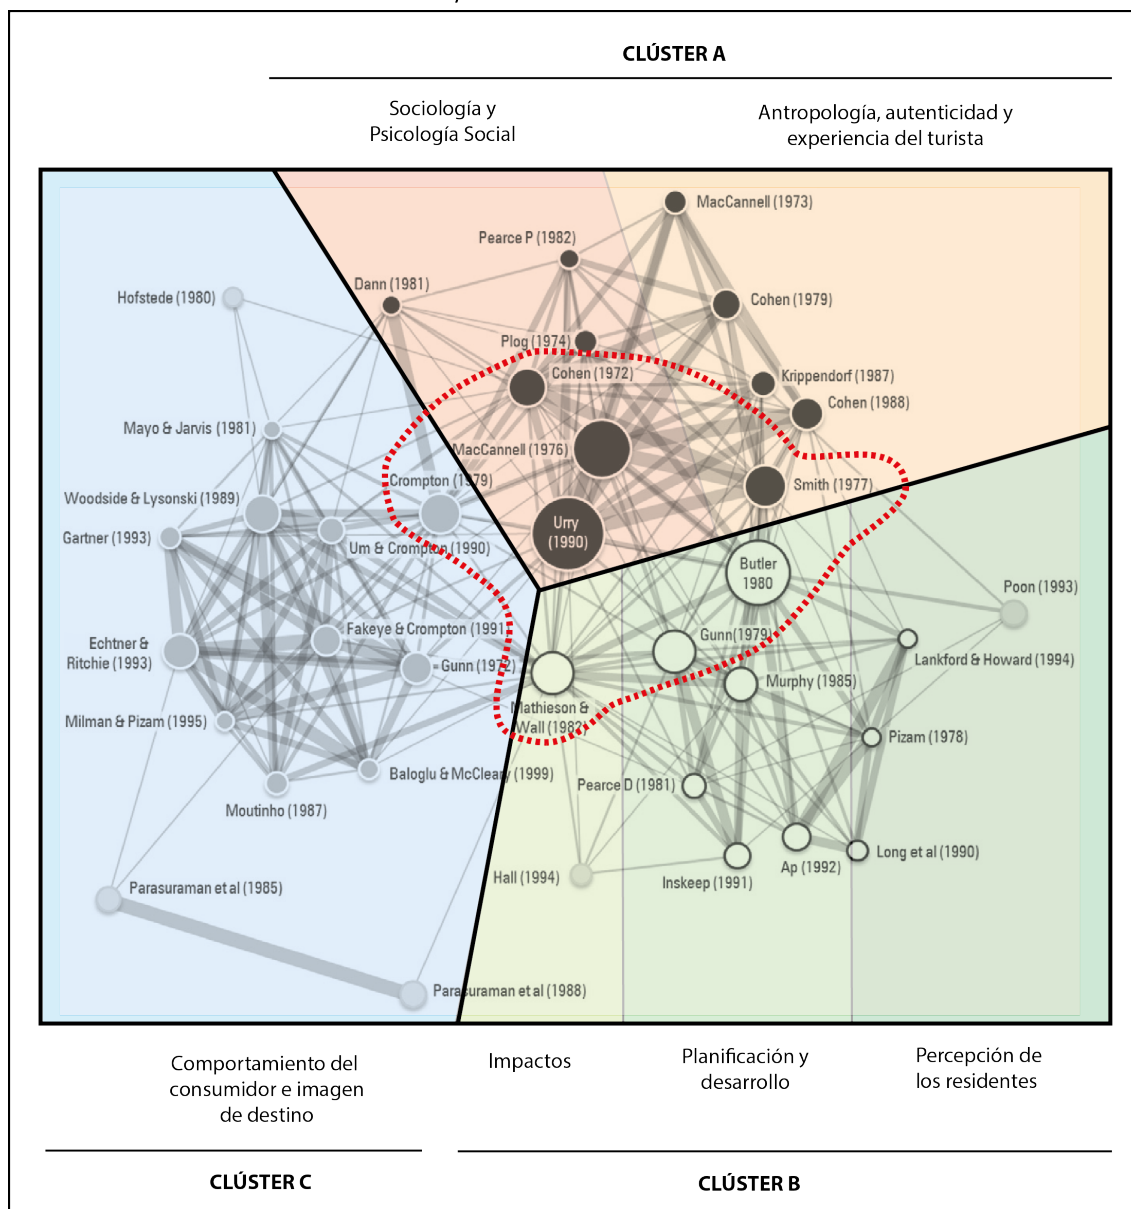 CLÚSTER A
Sociología y
Psicología Social
Antropología, autenticidad y
experiencia del turista
MacCannell (1973)
Pearce P (1982)
Dann (1981)
Hofstede (1980)
Cohen (1979)
Plog (1974)
Cohen (1972)
Krippendorf (1987)
Cohen (1988)
Mayo & Jarvis (1981)
MacCannell (1976)
Crompton (1979)
Smith (1977)
Woodside & Lysonski (1989)
Gartner (1993)
Um & Crompton (1990)
Urry
(1990)
Butler
1980
Poon (1993)
Echtner &
Ritchie (1993)
Fakeye & Crompton (1991)
Gunn (1972)
Gunn(1979)
Lankford & Howard (1994)
Murphy (1985)
Mathieson &
Wall (1982)
Milman & Pizam (1995)
Pizam (1978)
Baloglu & McCleary (1999)
Pearce D (1981)
Moutinho (1987)
Long et al (1990)
Ap (1992)
Hall (1994)
Inskeep (1991)
Parasuraman et al (1985)
Parasuraman et al (1988)
Comportamiento del
consumidor e imagen
de destino
Impactos
Planificación y
desarrollo
Percepción de
los residentes
CLÚSTER C
CLÚSTER B